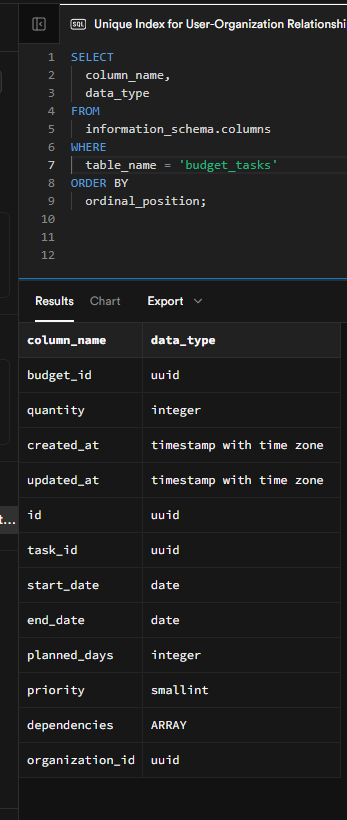 SQL Unique Index for User-Organization Relationshi
1 SELECT
2 column_name,
3 data_type
4 FROM
5 information_schema.columns
6 WHERE
7 table_name = 'budget_tasks'
8 ORDER BY
9 ordinal_position;
10
11
12
Results Chart Export
column_name data_type
budget_id uuid
quantity integer
created_at timestamp with time zone
updated_at timestamp with time zone
id uuid
t...
task_id uuid
start_date date
end_date date
planned_days integer
priority smallint
dependencies ARRAY
organization_id uuid